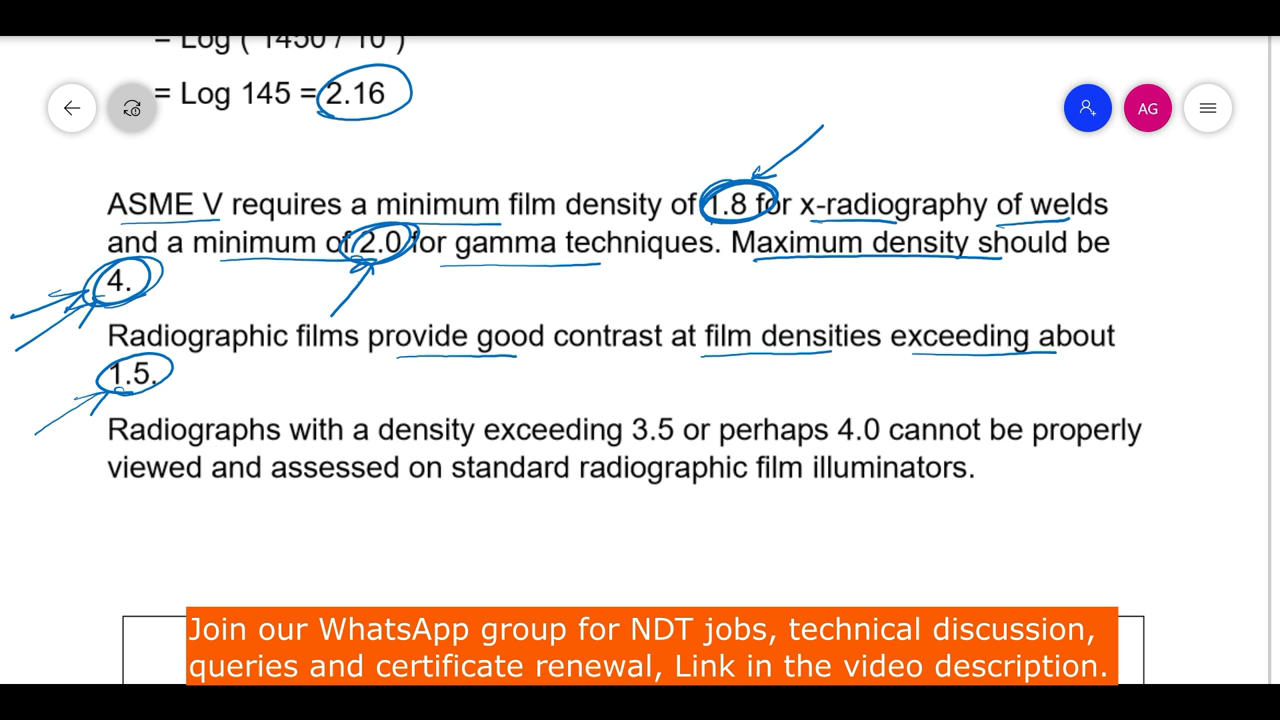 = Log ( 1450 / 10 )
= Log 145 = 2.16
AG
ASME V requires a minimum film density of 1.8 for x-radiography of welds
and a minimum of 2.0 for gamma techniques. Maximum density should be
4.
Radiographic films provide good contrast at film densities exceeding about
1.5.
Radiographs with a density exceeding 3.5 or perhaps 4.0 cannot be properly
viewed and assessed on standard radiographic film illuminators.
Join our WhatsApp group for NDT jobs, technical discussion,
queries and certificate renewal, Link in the video description.